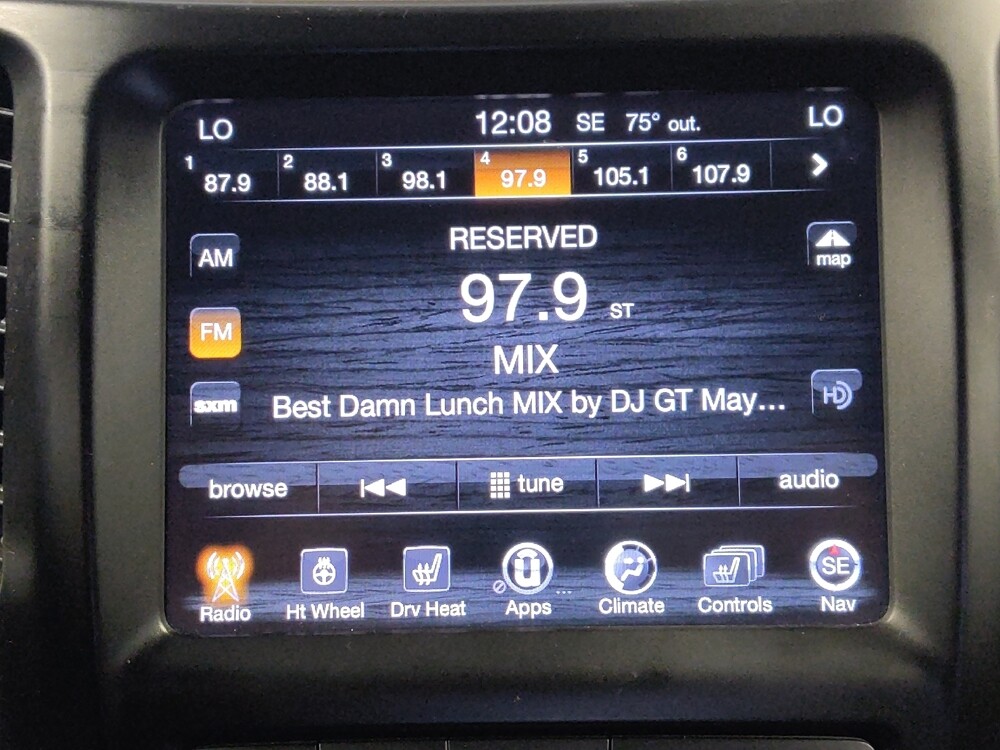 LO 12:08 SE 75° out. LO
1 87.9 2 88.1 3 98.1 4 97.9 5 105.1 6 107.9
RESERVED
AM
map
97.9 ST
FM
MIX
sxm
Best Damn Lunch MIX by DJ GT May...
HD
browse tune audio
Radio Ht Wheel Drv Heat Apps Climate Controls Nav
SE